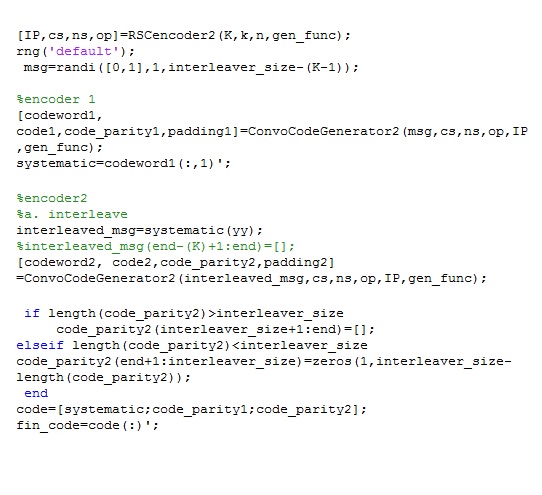 [IP,cs,ns,op]=RSCencoder2(K,k,n,gen_func);
rng('default');
msg=randi([0,1],1,interleaver_size-(K-1));
%encoder 1
[codeword1,
code1,code_parity1,padding1]=ConvoCodeGenerator2(msg,cs,ns,op,IP
,gen_func);
systematic=codeword1(:,1)';
%encoder2
%a. interleave
interleaved_msg=systematic(yy);
%interleaved_msg(end-(K)+1:end)=[];
[codeword2, code2,code_parity2,padding2]
=ConvoCodeGenerator2(interleaved_msg,cs,ns,op,IP,gen_func);
if length(code_parity2)>interleaver_size
code_parity2(interleaver_size+1:end)=[];
elseif length(code_parity2)<interleaver_size
code_parity2(end+1:interleaver_size)=zeros(1,interleaver_size-
length(code_parity2));
end
code=[systematic;code_parity1;code_parity2];
fin_code=code(:)';